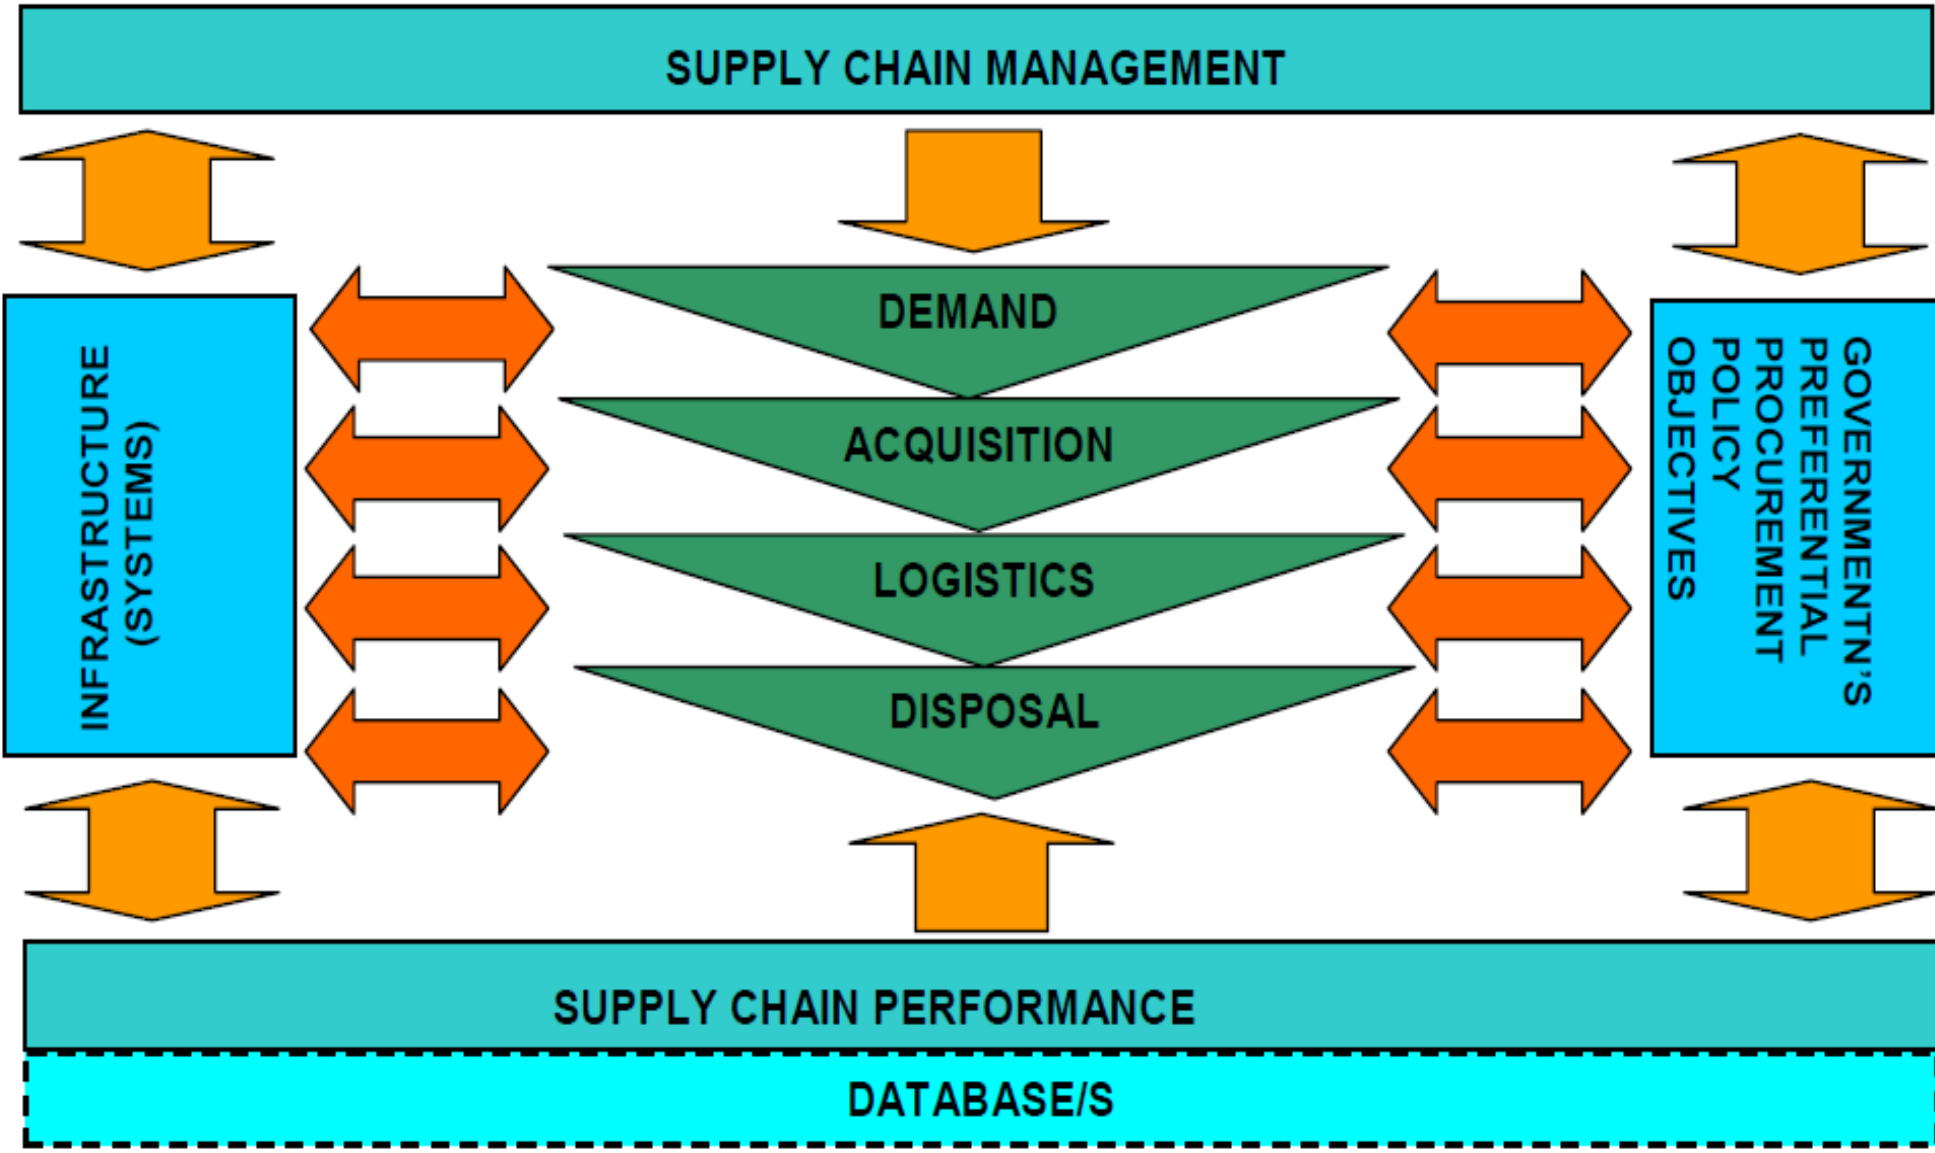 SUPPLY CHAIN MANAGEMENT
INFRASTRUCTURE
(SYSTEMS)
DEMAND
ACQUISITION
LOGISTICS
DISPOSAL
GOVERNMENTN'S
PREFERENTIAL
PROCUREMENT
POLICY
OBJECTIVES
SUPPLY CHAIN PERFORMANCE
DATABASE/S